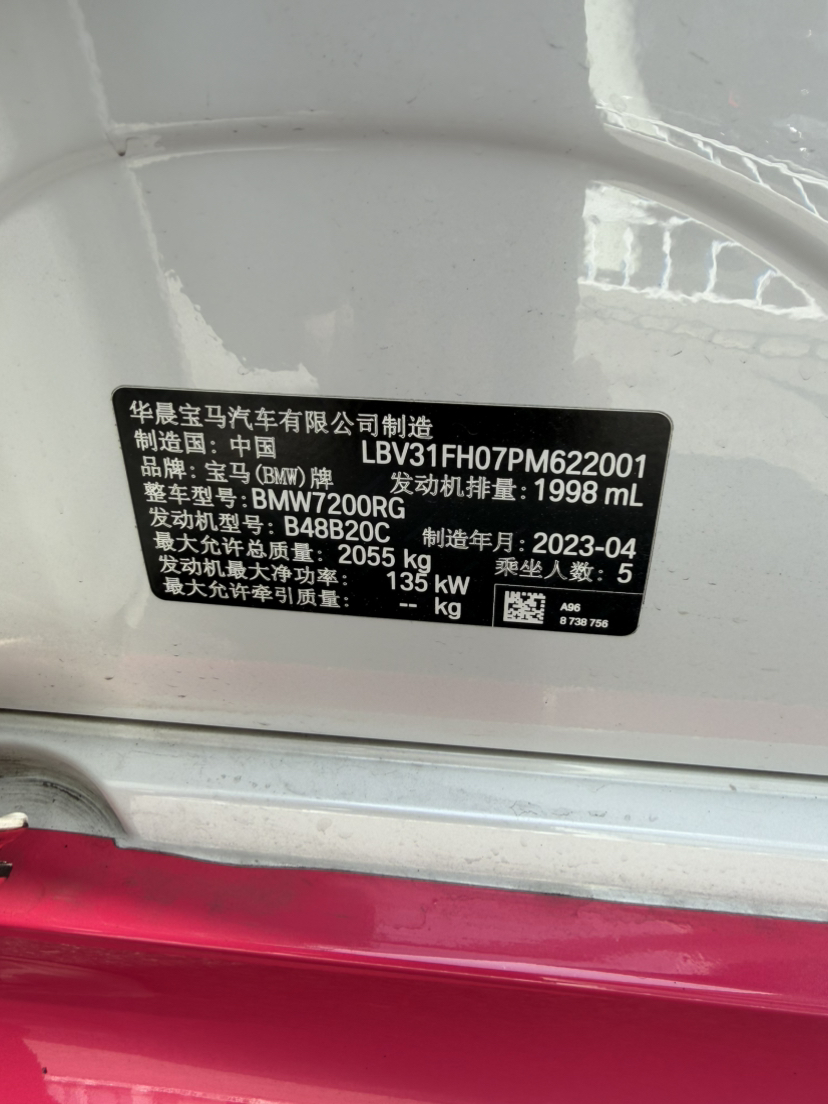 华晨宝马汽车有限公司制造
制造国: 中国 LBV31FH07PM622001
品牌: 宝马(BMW)牌 发动机排量: 1998 mL
整车型号: BMW7200RG
发动机型号: B48B20C 制造年月: 2023-04
最大允许总质量: 2055 kg 乘坐人数: 5
发动机最大净功率: 135 kW
最大允许牵引质量: -- kg
A96
8 738 756